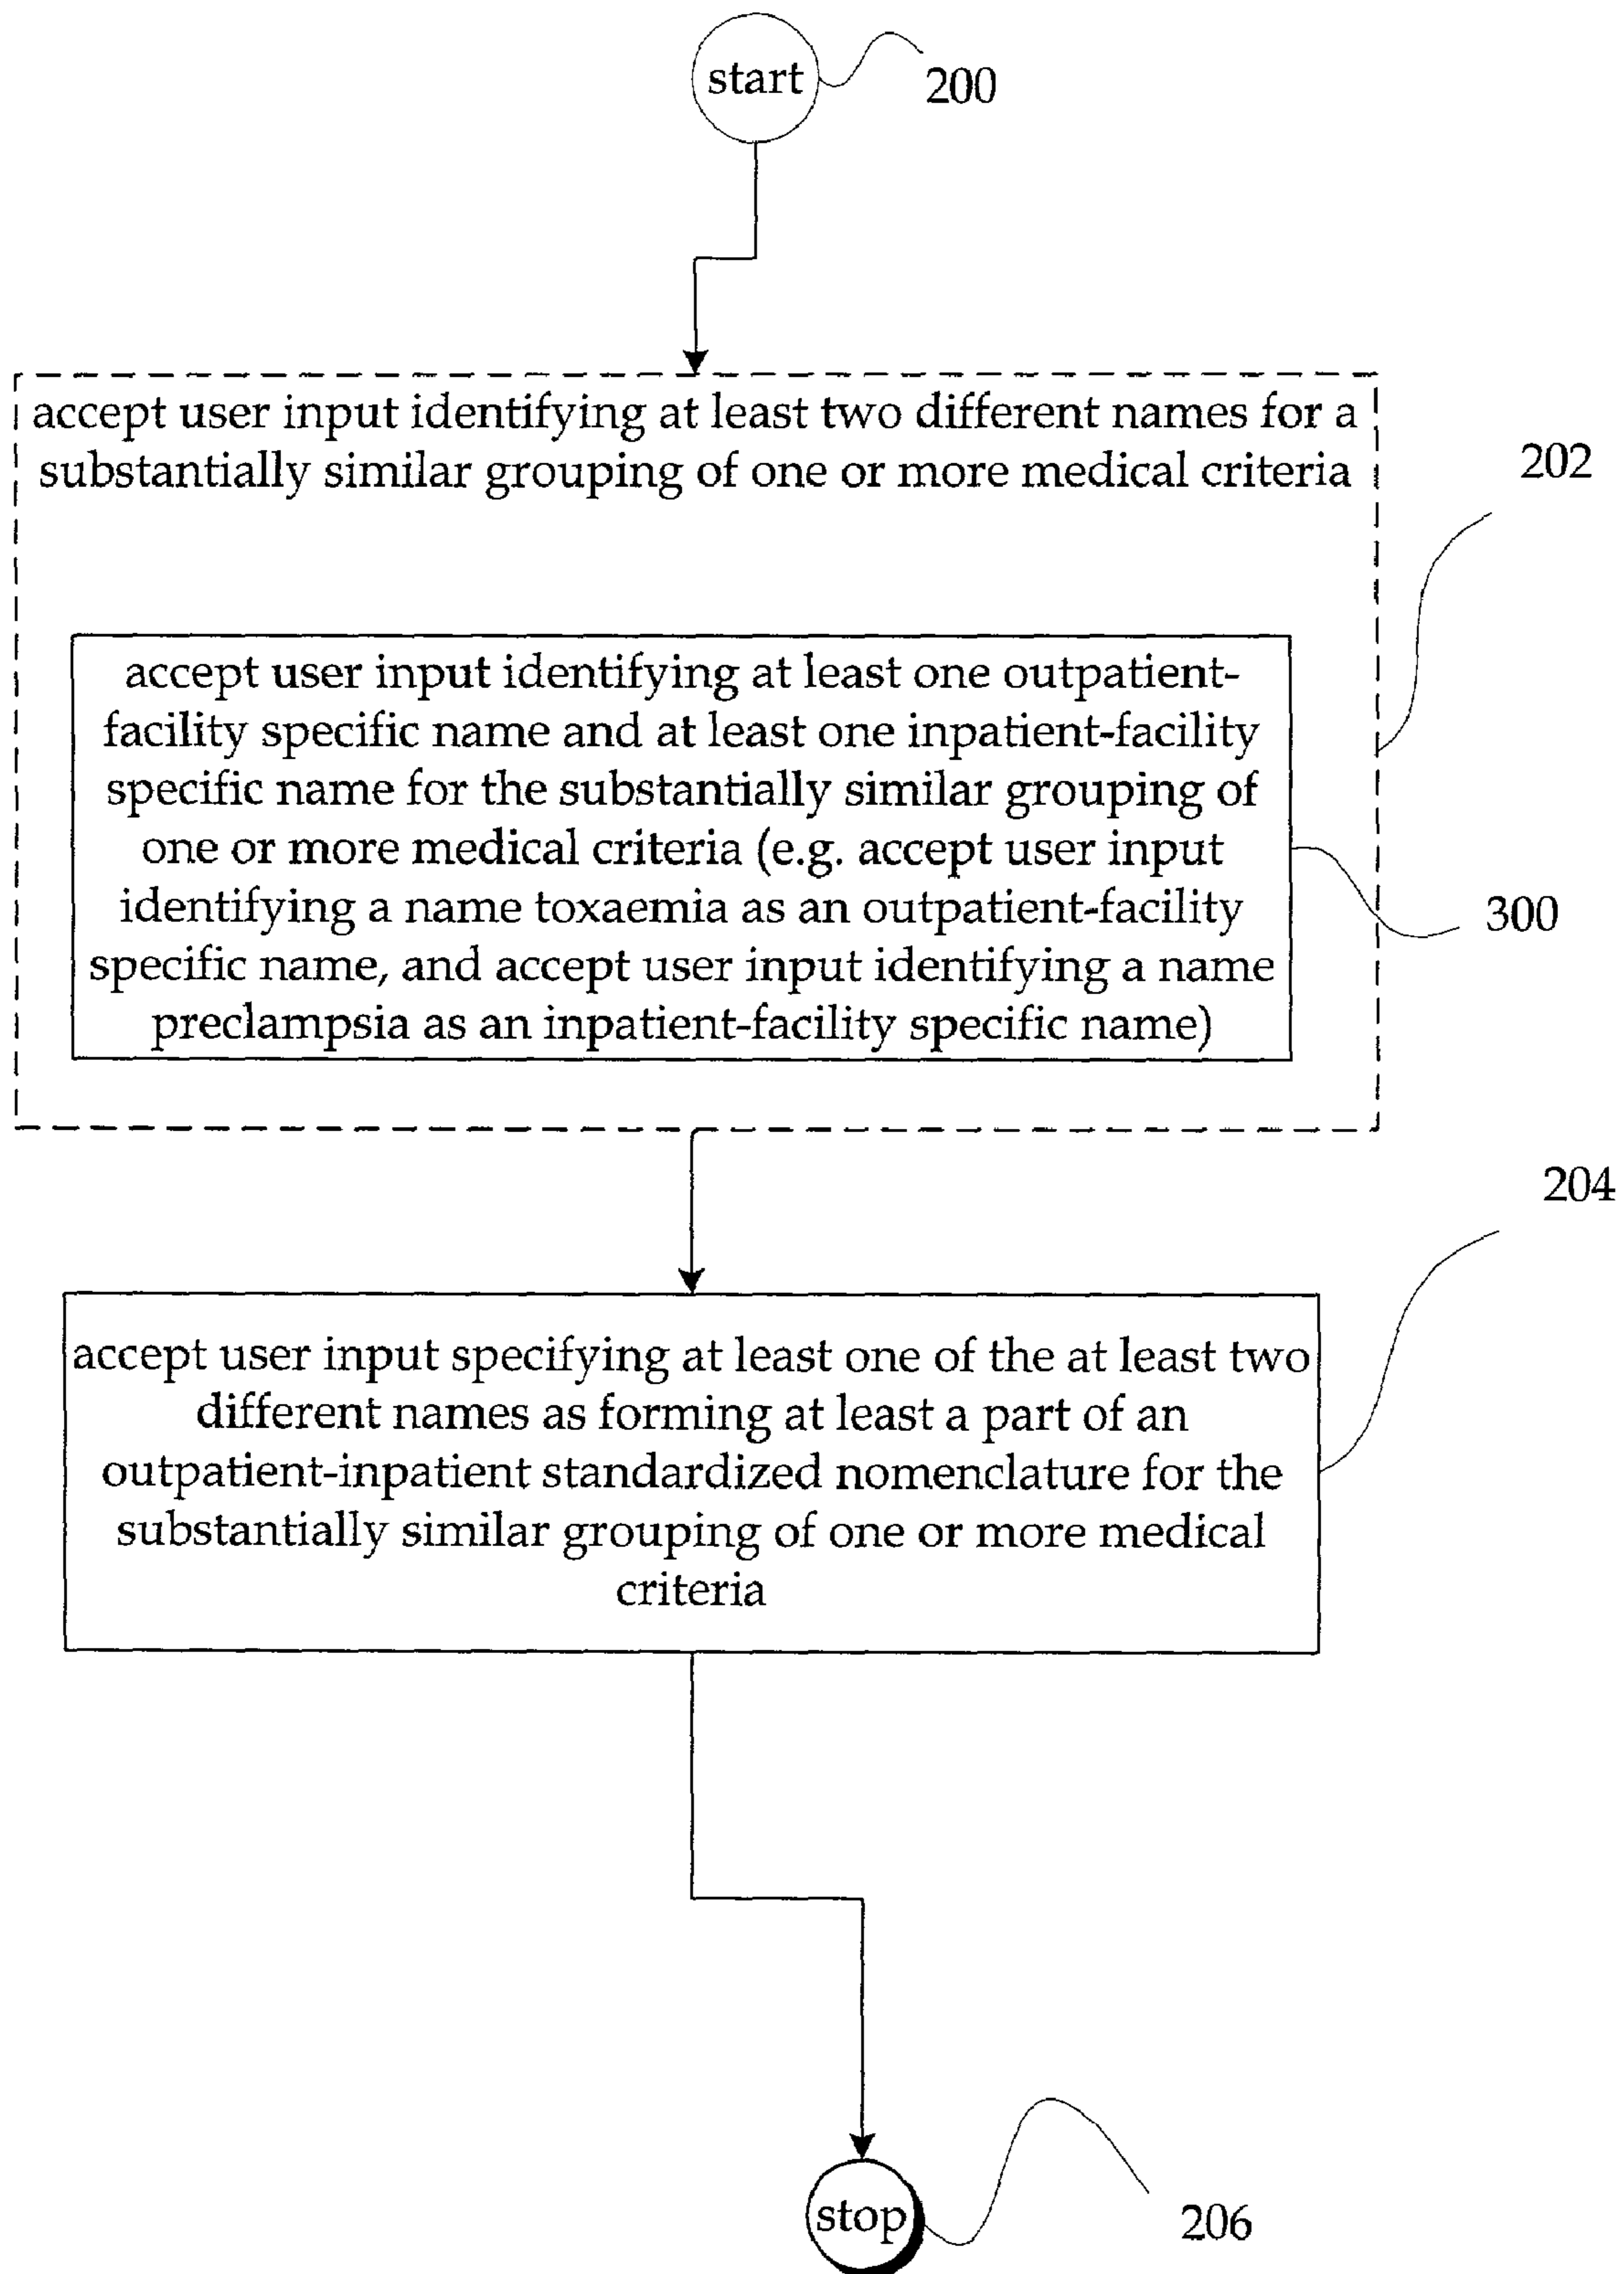 start
200
accept user input identifying at least two different names for a
substantially similar grouping of one or more medical criteria
202
accept user input identifying at least one outpatient-
facility specific name and at least one inpatient-facility
specific name for the substantially similar grouping of
one or more medical criteria (e.g. accept user input
identifying a name toxaemia as an outpatient-facility
specific name, and accept user input identifying a name
preclampsia as an inpatient-facility specific name)
300
204
accept user input specifying at least one of the at least two
different names as forming at least a part of an
outpatient-inpatient standardized nomenclature for the
substantially similar grouping of one or more medical
criteria
stop
206